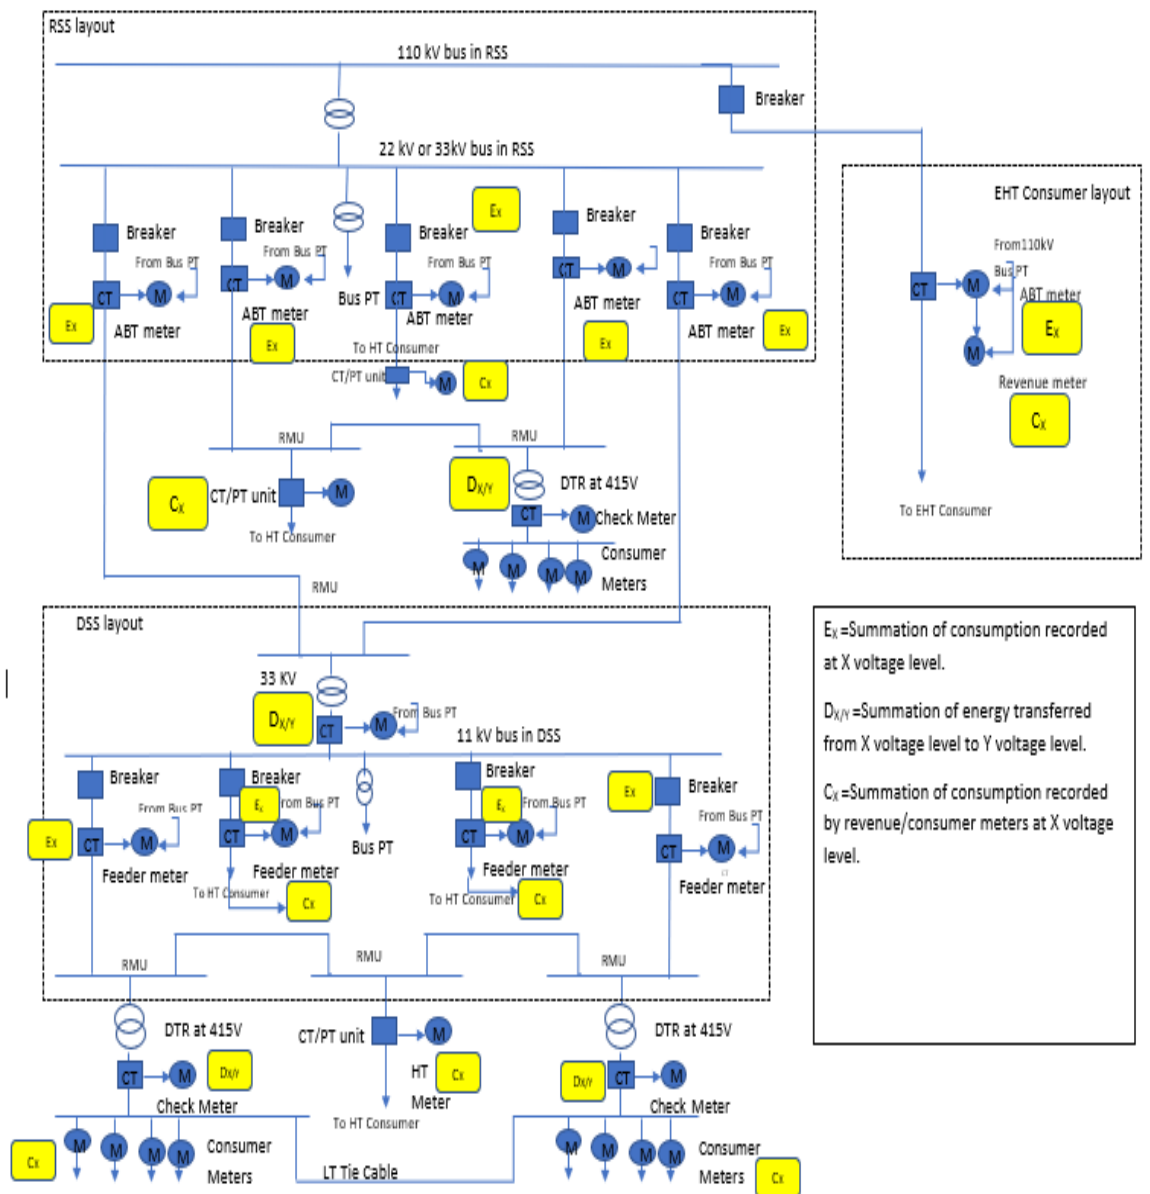 RSS layout
110 kV bus in RSS
Breaker
22 kV or 33kV bus in RSS
EHT Consumer layout
Ex
Breaker
Breaker
Breaker
Breaker
Breaker
From Bus PT
From Bus PT
From Bus PT
From Bus PT
CT
M
CT
M
CT
M
CT
M
CT
M
Bus PT
Ex
ABT meter
ABT meter
Ex
ABT meter
ABT meter
Ex
ABT meter
Ex
From110kV
Bus PT
CT
M
ABT meter
Ex
M
Revenue meter
Cx
To EHT Consumer
To HT Consumer
CT/PT unit
M
Cx
RMU
RMU
Cx
CT/PT unit
M
To HT Consumer
DX/Y
DTR at 415V
CT
M
Check Meter
M
M
M
M
Consumer
Meters
RMU
DSS layout
33 KV
DX/Y
CT
M
From Bus PT
11 kV bus in DSS
Breaker
Breaker
Breaker
Breaker
Ex
Ex
Ex
From Bus PT
From Bus PT
From Bus PT
From Bus PT
Ex
CT
M
CT
M
CT
M
CT
M
Bus PT
Feeder meter
Feeder meter
Feeder meter
Feeder meter
To HT Consumer
Cx
To HT Consumer
Cx
RMU
RMU
RMU
DTR at 415V
CT
M
DX/Y
Check Meter
CT/PT unit
M
HT
Meter
Cx
To HT Consumer
DTR at 415V
DX/Y
CT
M
Check Meter
M
M
M
M
Consumer
Meters
Cx
LT Tie Cable
M
M
M
M
Consumer
Meters
Cx
EX =Summation of consumption recorded
at X voltage level.
DX/Y =Summation of energy transferred
from X voltage level to Y voltage level.
CX =Summation of consumption recorded
by revenue/consumer meters at X voltage
level.